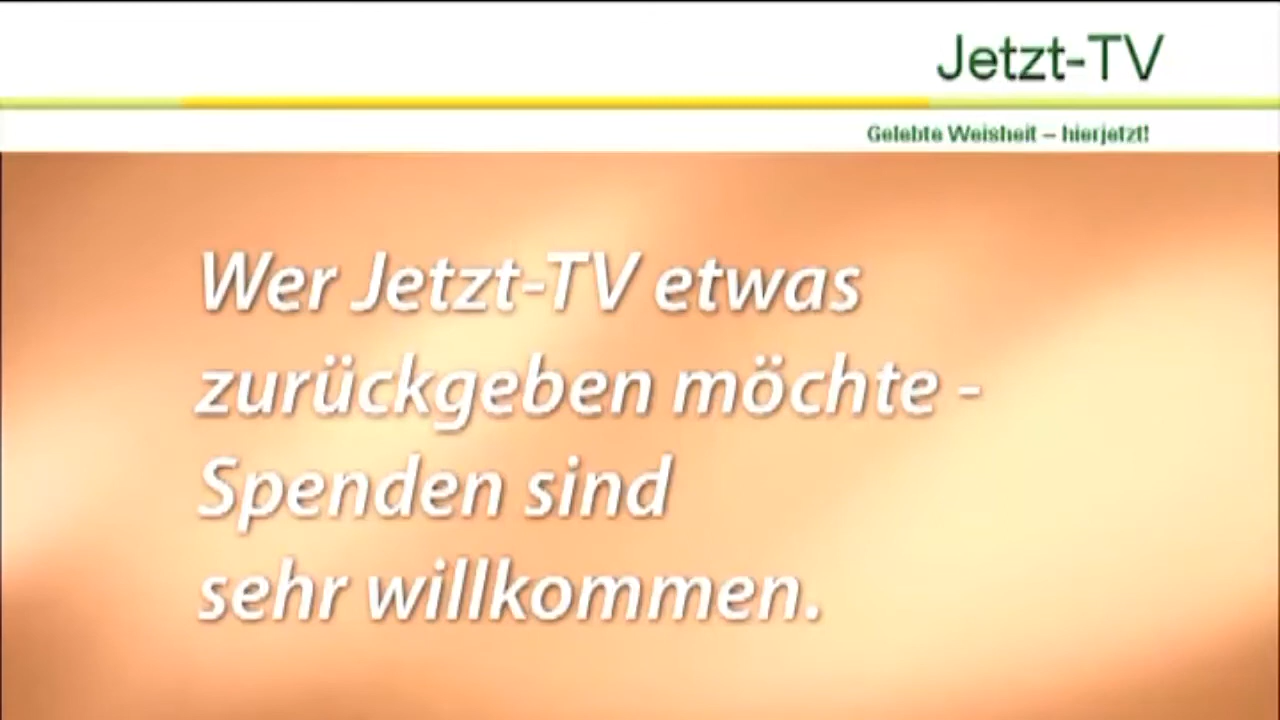 Jetzt-TV
Gelebte Weisheit – hierjetzt!
Wer Jetzt-TV etwas
zurückgeben möchte -
Spenden sind
sehr willkommen.